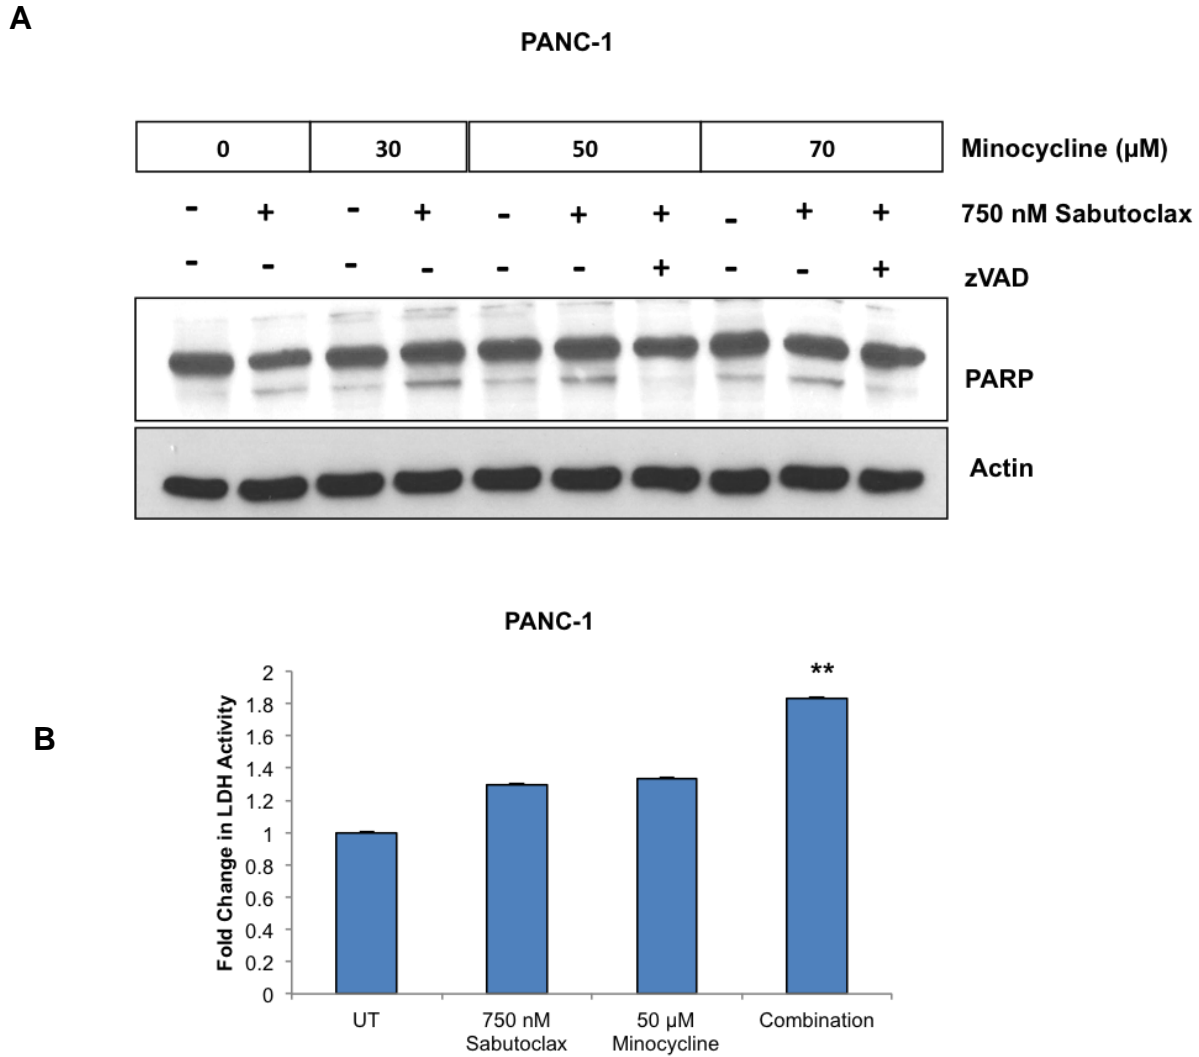 A
PANC-1
0 30 50 70 Minocycline (µM)
- + - + - + + - + + 750 nM Sabutoclax
- - - - - - + - - + zVAD
PARP
Actin
PANC-1
B
Fold Change in LDH Activity
2
1.8
1.6
1.4
1.2
1
0.8
0.6
0.4
0.2
0
**
UT
750 nM
Sabutoclax
50 µM
Minocycline
Combination